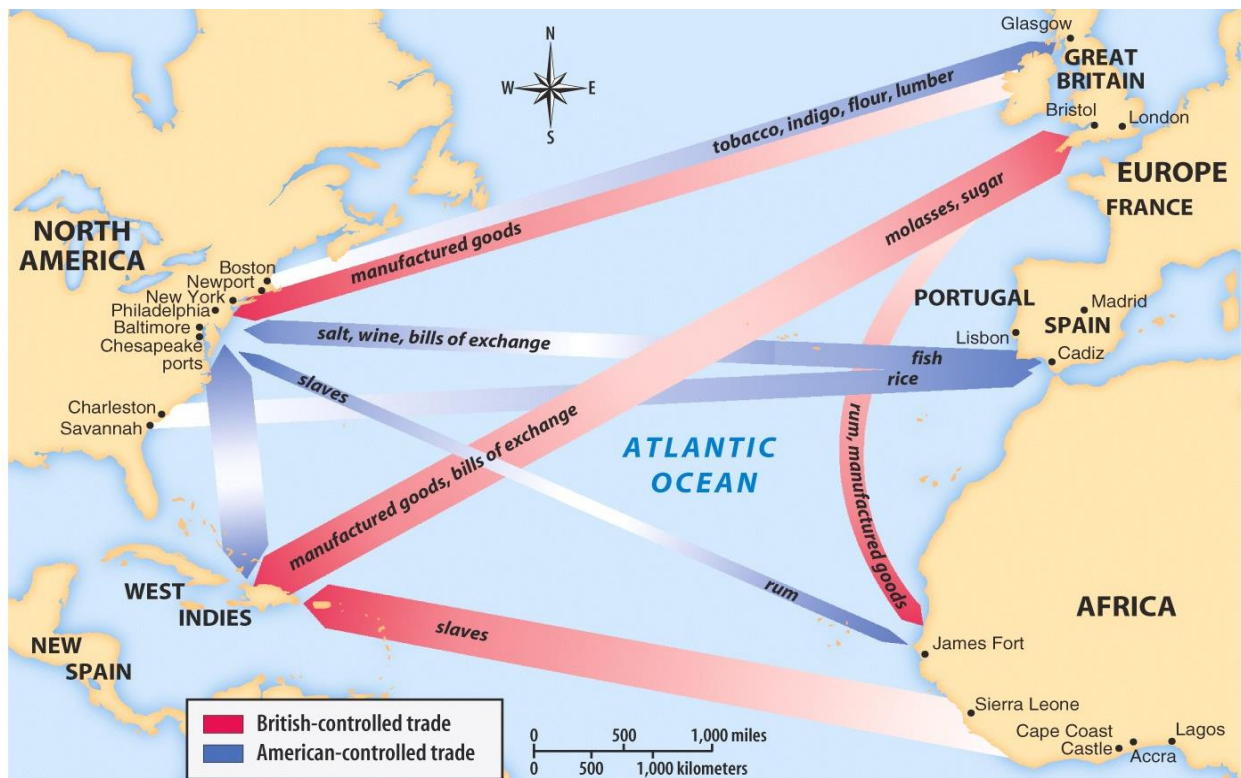 Glasgow
GREAT
BRITAIN
Bristol
London
N
W
E
S
tobacco, indigo, flour, lumber
EUROPE
FRANCE
molasses, sugar
NORTH
AMERICA
manufactured goods
Boston
Newport
New York
Philadelphia
Baltimore
Chesapeake
ports
PORTUGAL
Madrid
Lisbon
SPAIN
Cadiz
salt, wine, bills of exchange
fish
rice
slaves
Charleston
Savannah
manufactured goods, bills of exchange
ATLANTIC
OCEAN
rum, manufactured goods
WEST
INDIES
rum
AFRICA
slaves
James Fort
NEW
SPAIN
Sierra Leone
Cape Coast
Castle
Accra
Lagos
British-controlled trade
American-controlled trade
0 500 1,000 miles
0 500 1,000 kilometers